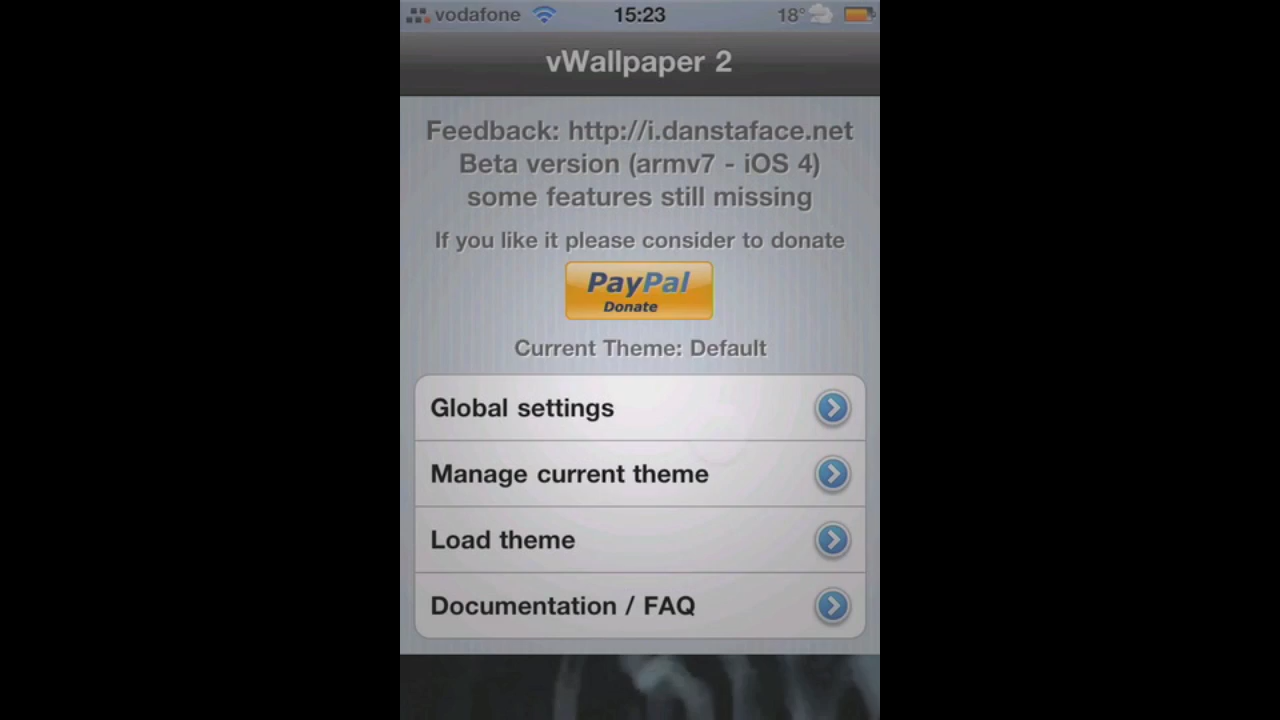 vodafone 15:23 18°
vWallpaper 2
Feedback: http://i.danstaface.net
Beta version (armv7 - iOS 4)
some features still missing
If you like it please consider to donate
PayPal
Donate
Current Theme: Default
Global settings
Manage current theme
Load theme
Documentation / FAQ